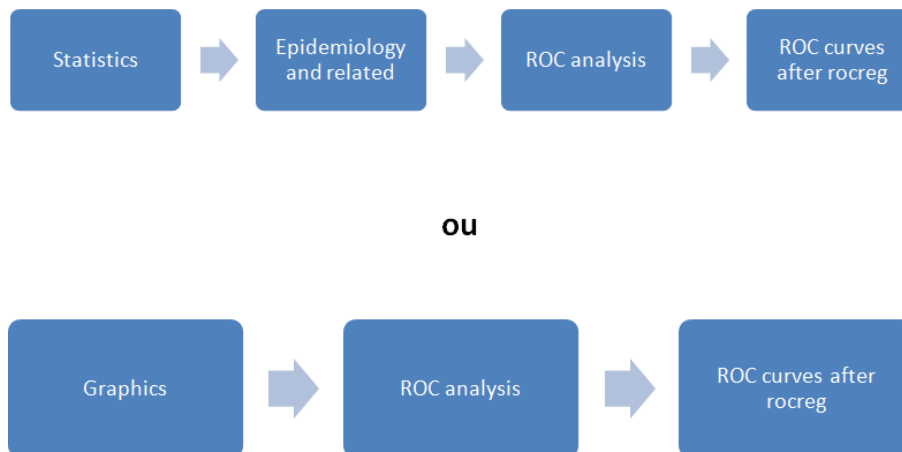 Statistics
Epidemiology
and related
ROC analysis
ROC curves
after rocreg
ou
Graphics
ROC analysis
ROC curves after
rocreg